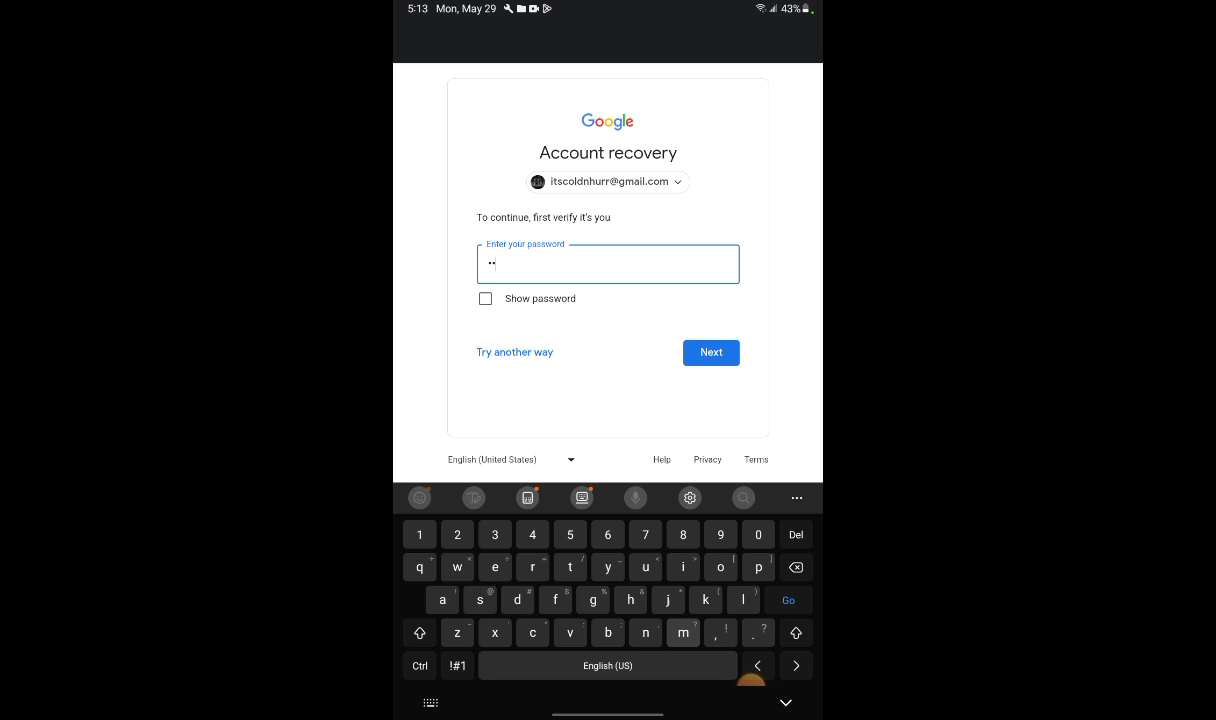 5:13 Mon, May 29 43%
Google
Account recovery
itscoldnhurr@gmail.com
To continue, first verify it's you
Enter your password
••
Show password
Try another way Next
English (United States) Help Privacy Terms
1 2 3 4 5 6 7 8 9 0 Del
q w e r t y u i o p
a s d f g h j k l Go
z x c v b n m , ! . ?
Ctrl !#1 English (US) < >